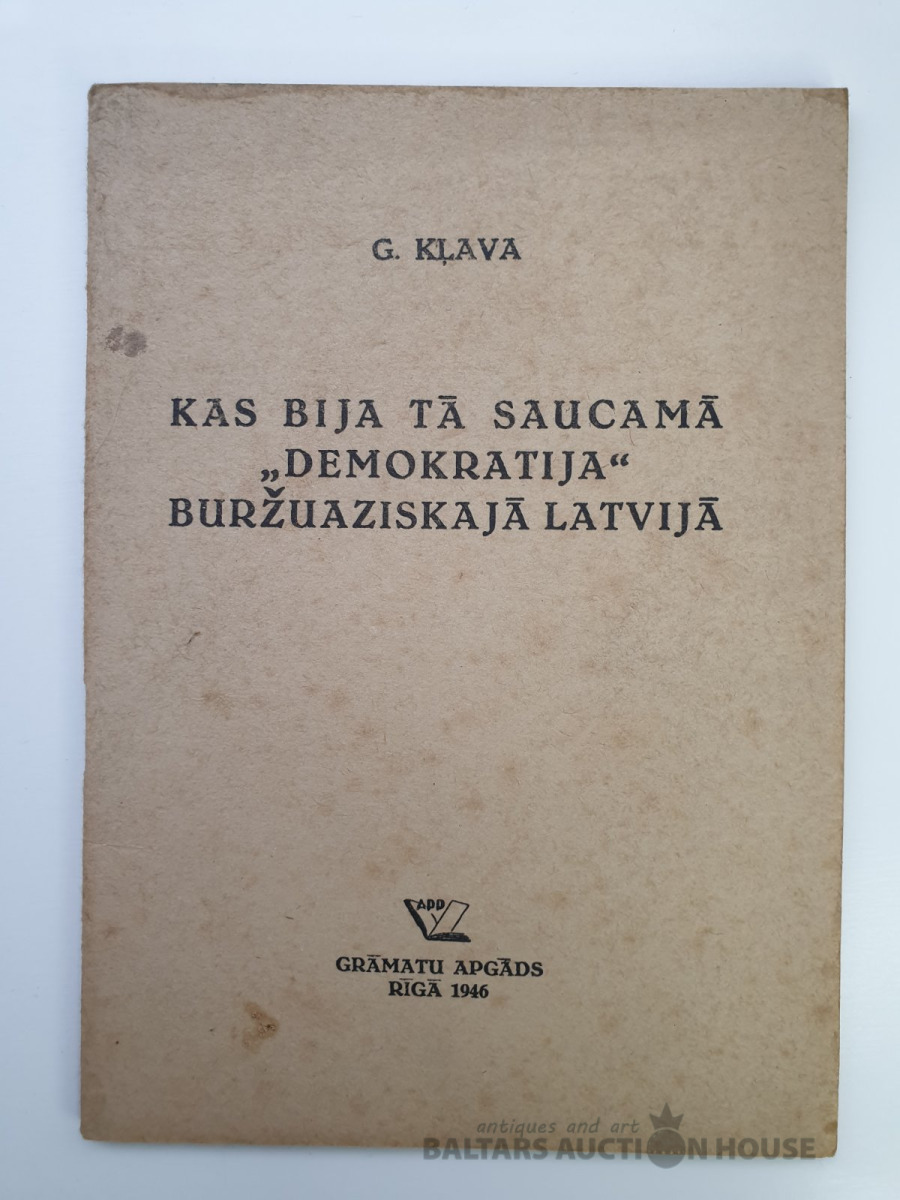 G. KĻAVA
KAS BIJA TĀ SAUCAMĀ
„DEMOKRATIJA“
BURŽUAZISKAJĀ LATVIJĀ
APP
GRĀMATU APGĀDS
RĪGĀ 1946
antiques and art
BALTARS AUCTION HOUSE